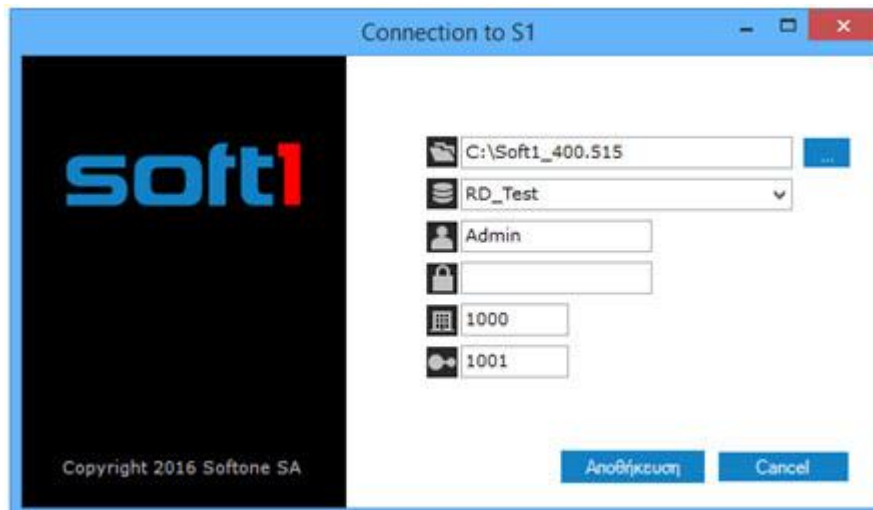 Connection to S1
soft1
C:\Soft1_400.515
...
RD_Test
Admin
1000
1001
Copyright 2016 Softone SA
Αποθήκευση
Cancel